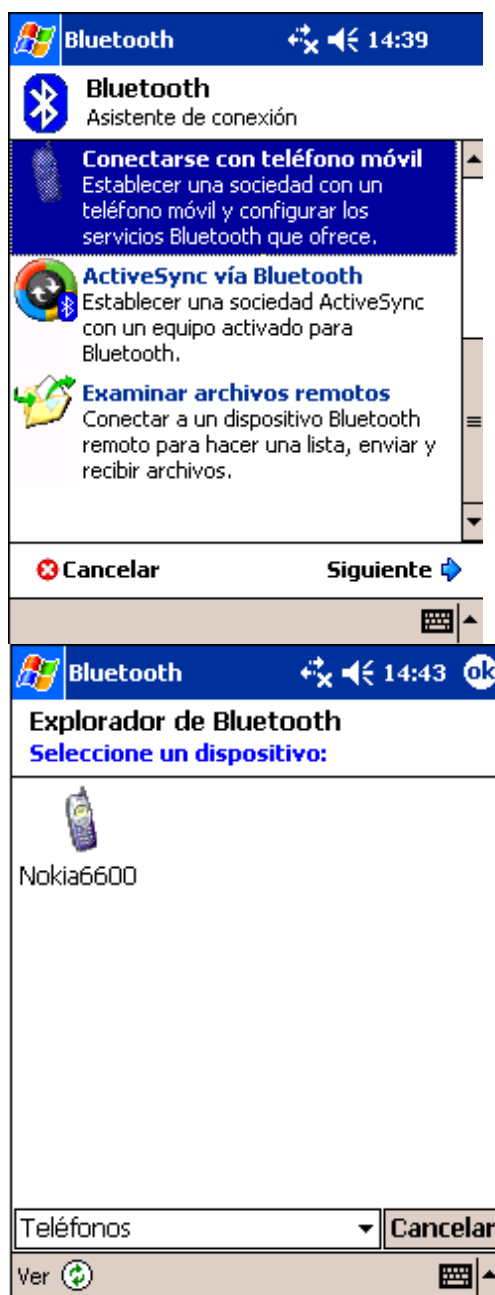 Bluetooth 14:39
Bluetooth
Asistente de conexión
Conectarse con teléfono móvil
Establecer una sociedad con un
teléfono móvil y configurar los
servicios Bluetooth que ofrece.
ActiveSync vía Bluetooth
Establecer una sociedad ActiveSync
con un equipo activado para
Bluetooth.
Examinar archivos remotos
Conectar a un dispositivo Bluetooth
remoto para hacer una lista, enviar y
recibir archivos.
Cancelar Siguiente
Bluetooth 14:43 ok
Explorador de Bluetooth
Seleccione un dispositivo:
Nokia6600
Teléfonos Cancelar
Ver